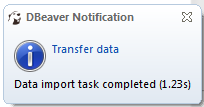 DBeaver Notification
Transfer data
Data import task completed (1.23s)